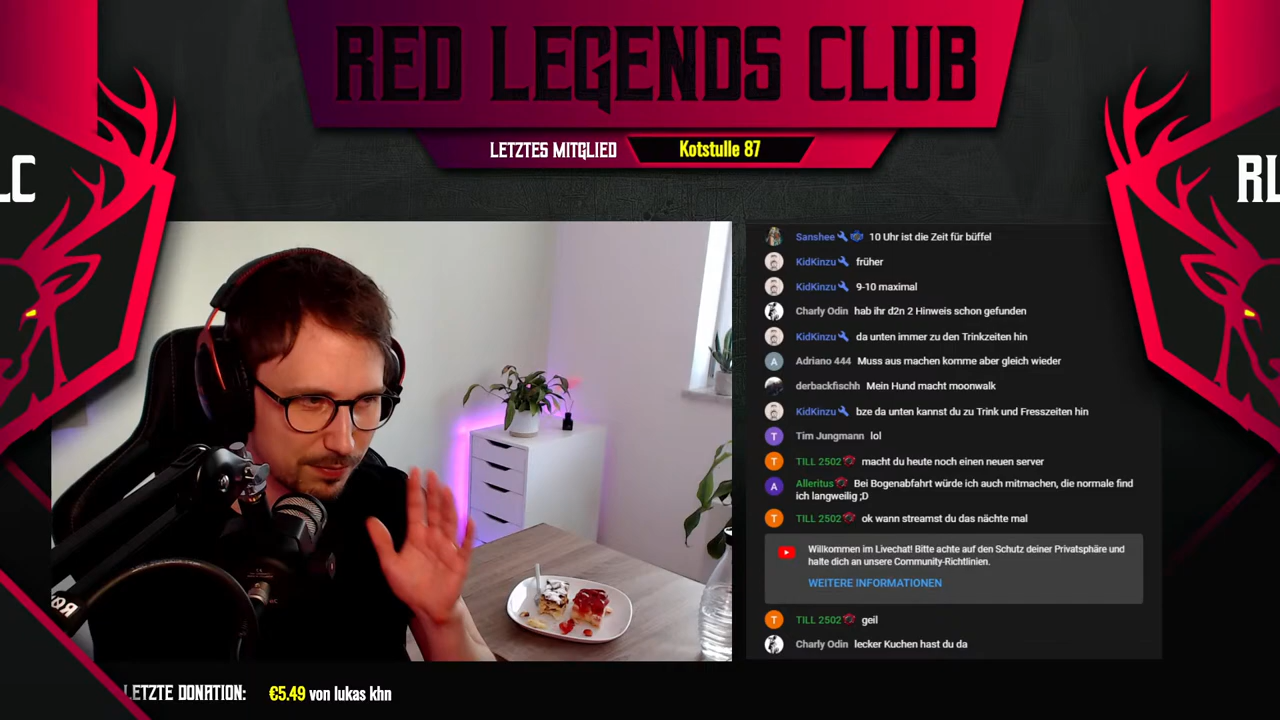 RED LEGENDS CLUB
LETZTES MITGLIED
Kotstulle 87
LC
RL
Sanshee 10 Uhr ist die Zeit für büffel
KidKinzu früher
KidKinzu 9-10 maximal
Charly Odin hab ihr d2n 2 Hinweis schon gefunden
KidKinzu da unten immer zu den Trinkzeiten hin
A Adriano 444 Muss aus machen komme aber gleich wieder
derbackfischh Mein Hund macht moonwalk
KidKinzu bze da unten kannst du zu Trink und Fresszeiten hin
T Tim Jungmann lol
T TILL 2502 macht du heute noch einen neuen server
A Alleritus Bei Bogenabfahrt würde ich auch mitmachen, die normale find
ich langweilig ;D
T TILL 2502 ok wann streamst du das nächte mal
Willkommen im Livechat! Bitte achte auf den Schutz deiner Privatsphäre und
halte dich an unsere Community-Richtlinien.
WEITERE INFORMATIONEN
T TILL 2502 geil
Charly Odin lecker Kuchen hast du da
LETZTE DONATION:
€5.49 von lukas khn